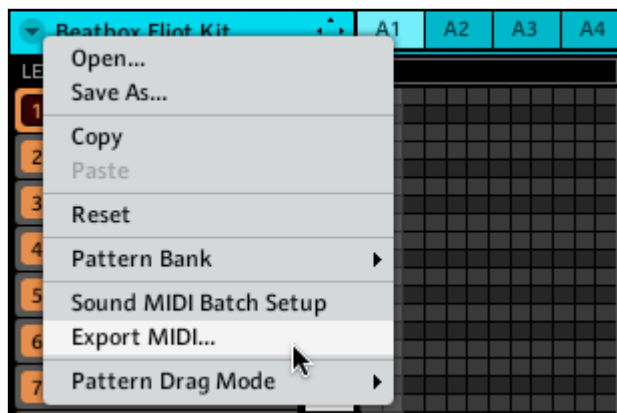 Beatbox Eliot Kit
A1 A2 A3 A4
LE
Open...
Save As...
1
Copy
2
Paste
3
Reset
4
Pattern Bank
5
Sound MIDI Batch Setup
6
Export MIDI...
7
Pattern Drag Mode